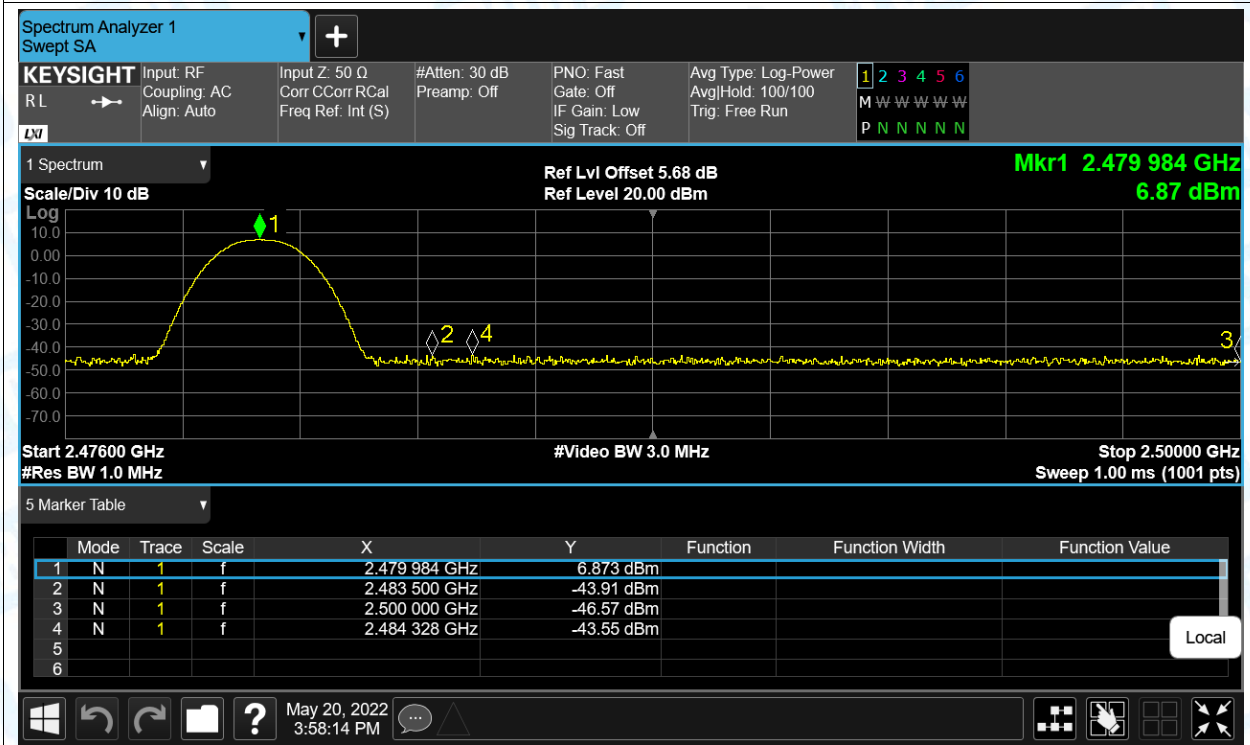 Spectrum Analyzer 1
Swept SA
+
KEYSIGHT
R L
LXI
Input: RF
Coupling: AC
Align: Auto
Input Z: 50 Ω
Corr CCorr RCal
Freq Ref: Int (S)
#Atten: 30 dB
Preamp: Off
PNO: Fast
Gate: Off
IF Gain: Low
Sig Track: Off
Avg Type: Log-Power
Avg|Hold: 100/100
Trig: Free Run
1 2 3 4 5 6
M W W W W W
P N N N N N
1 Spectrum
Scale/Div 10 dB
Ref Lvl Offset 5.68 dB
Ref Level 20.00 dBm
Mkr1 2.479 984 GHz
6.87 dBm
Log
10.0
0.00
-10.0
-20.0
-30.0
-40.0
-50.0
-60.0
-70.0
1
2
4
3
Start 2.47600 GHz
#Video BW 3.0 MHz
Stop 2.50000 GHz
#Res BW 1.0 MHz
Sweep 1.00 ms (1001 pts)
5 Marker Table
Mode Trace Scale X Y Function Function Width Function Value
1 N 1 f 2.479 984 GHz 6.873 dBm
2 N 1 f 2.483 500 GHz -43.91 dBm
3 N 1 f 2.500 000 GHz -46.57 dBm
4 N 1 f 2.484 328 GHz -43.55 dBm
5
6
Local
?
May 20, 2022
3:58:14 PM